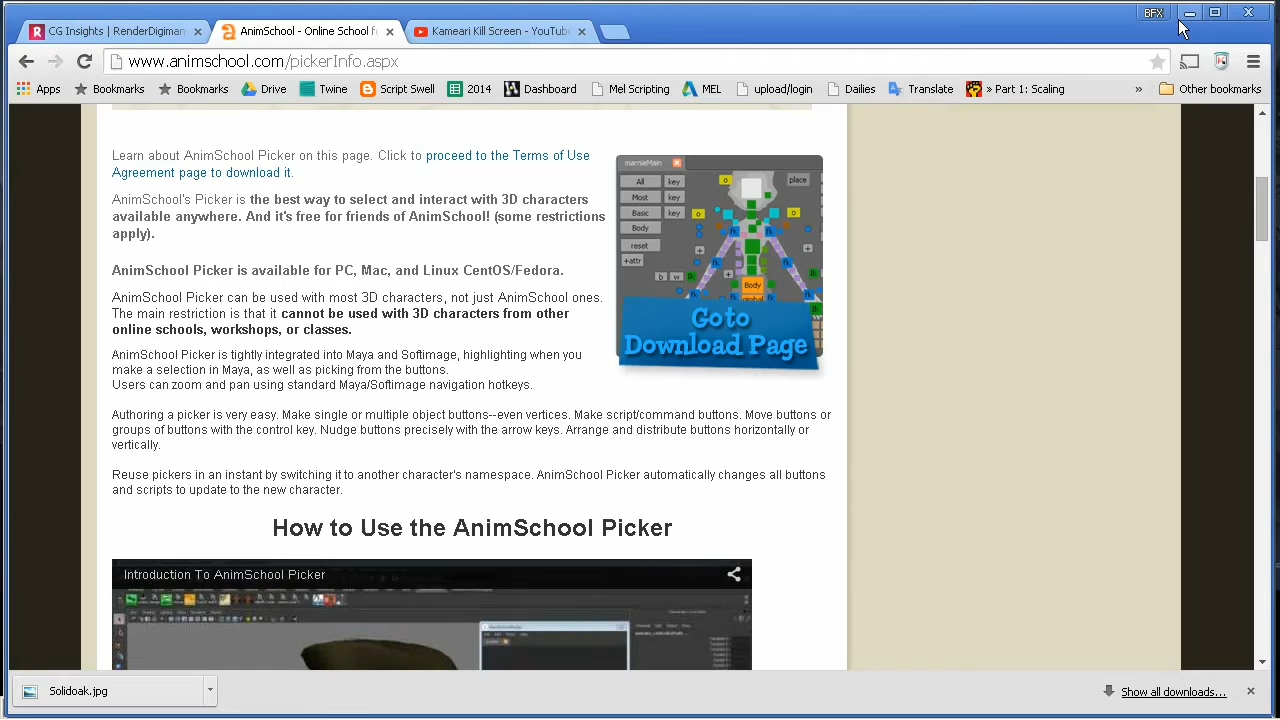 BFX
CG Insights | RenderDigiman
AnimSchool - Online School f
Kameari Kill Screen - YouTub
www.animschool.com/pickerInfo.aspx
Apps Bookmarks Bookmarks Drive Twine Script Swell 2014 Dashboard Mel Scripting MEL upload/login Dailies Translate » Part 1: Scaling » Other bookmarks
Learn about AnimSchool Picker on this page. Click to proceed to the Terms of Use
Agreement page to download it.
AnimSchool's Picker is the best way to select and interact with 3D characters
available anywhere. And it's free for friends of AnimSchool! (some restrictions
apply).
AnimSchool Picker is available for PC, Mac, and Linux CentOS/Fedora.
AnimSchool Picker can be used with most 3D characters, not just AnimSchool ones.
The main restriction is that it cannot be used with 3D characters from other
online schools, workshops, or classes.
AnimSchool Picker is tightly integrated into Maya and Softimage, highlighting when you
make a selection in Maya, as well as picking from the buttons.
Users can zoom and pan using standard Maya/Softimage navigation hotkeys.
marnieMain
All key place
Most key
Basic key
Body
reset
+attr
b w
fk fk
fk fk
Body
Go to
Download Page
Authoring a picker is very easy. Make single or multiple object buttons--even vertices. Make script/command buttons. Move buttons or
groups of buttons with the control key. Nudge buttons precisely with the arrow keys. Arrange and distribute buttons horizontally or
vertically.
Reuse pickers in an instant by switching it to another character's namespace. AnimSchool Picker automatically changes all buttons
and scripts to update to the new character.
How to Use the AnimSchool Picker
Introduction To AnimSchool Picker
Solidoak.jpg
Show all downloads...